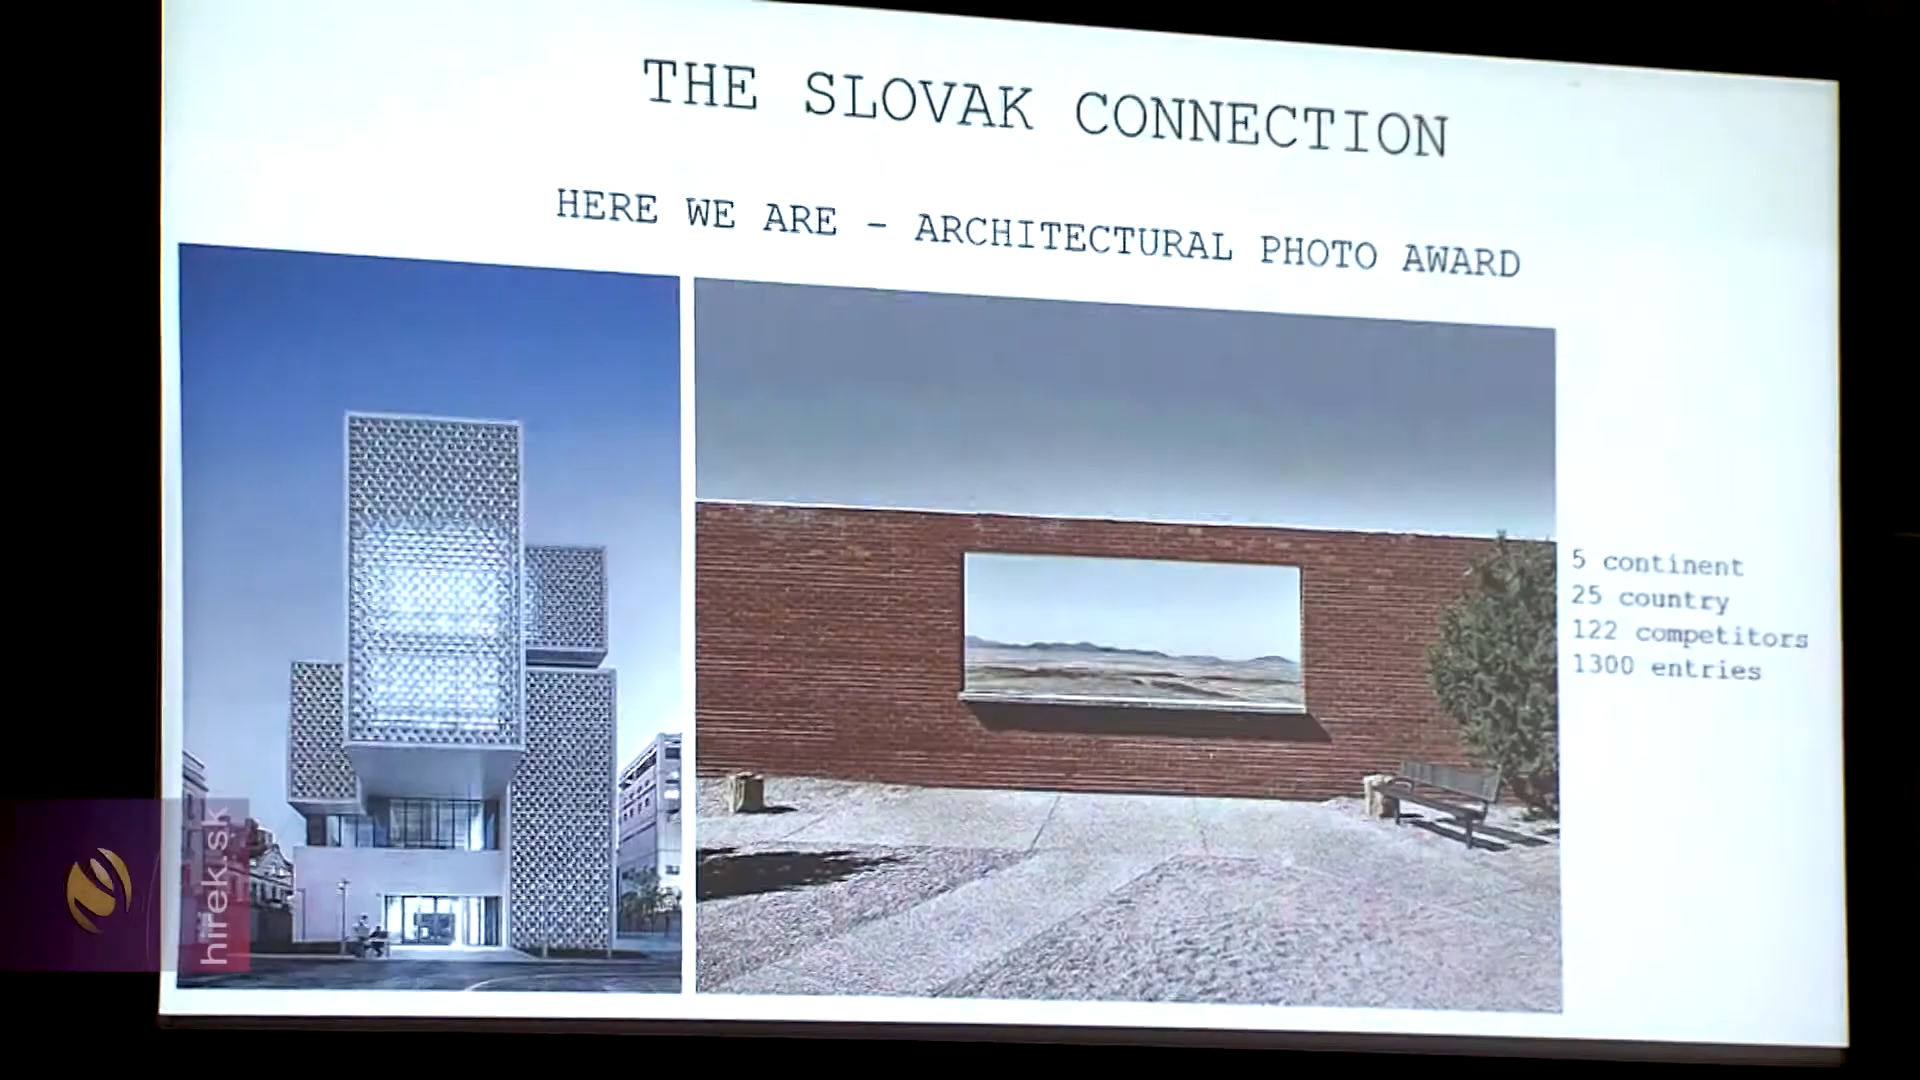 THE SLOVAK CONNECTION
HERE WE ARE - ARCHITECTURAL PHOTO AWARD
5 continent
25 country
122 competitors
1300 entries
hirek.sk